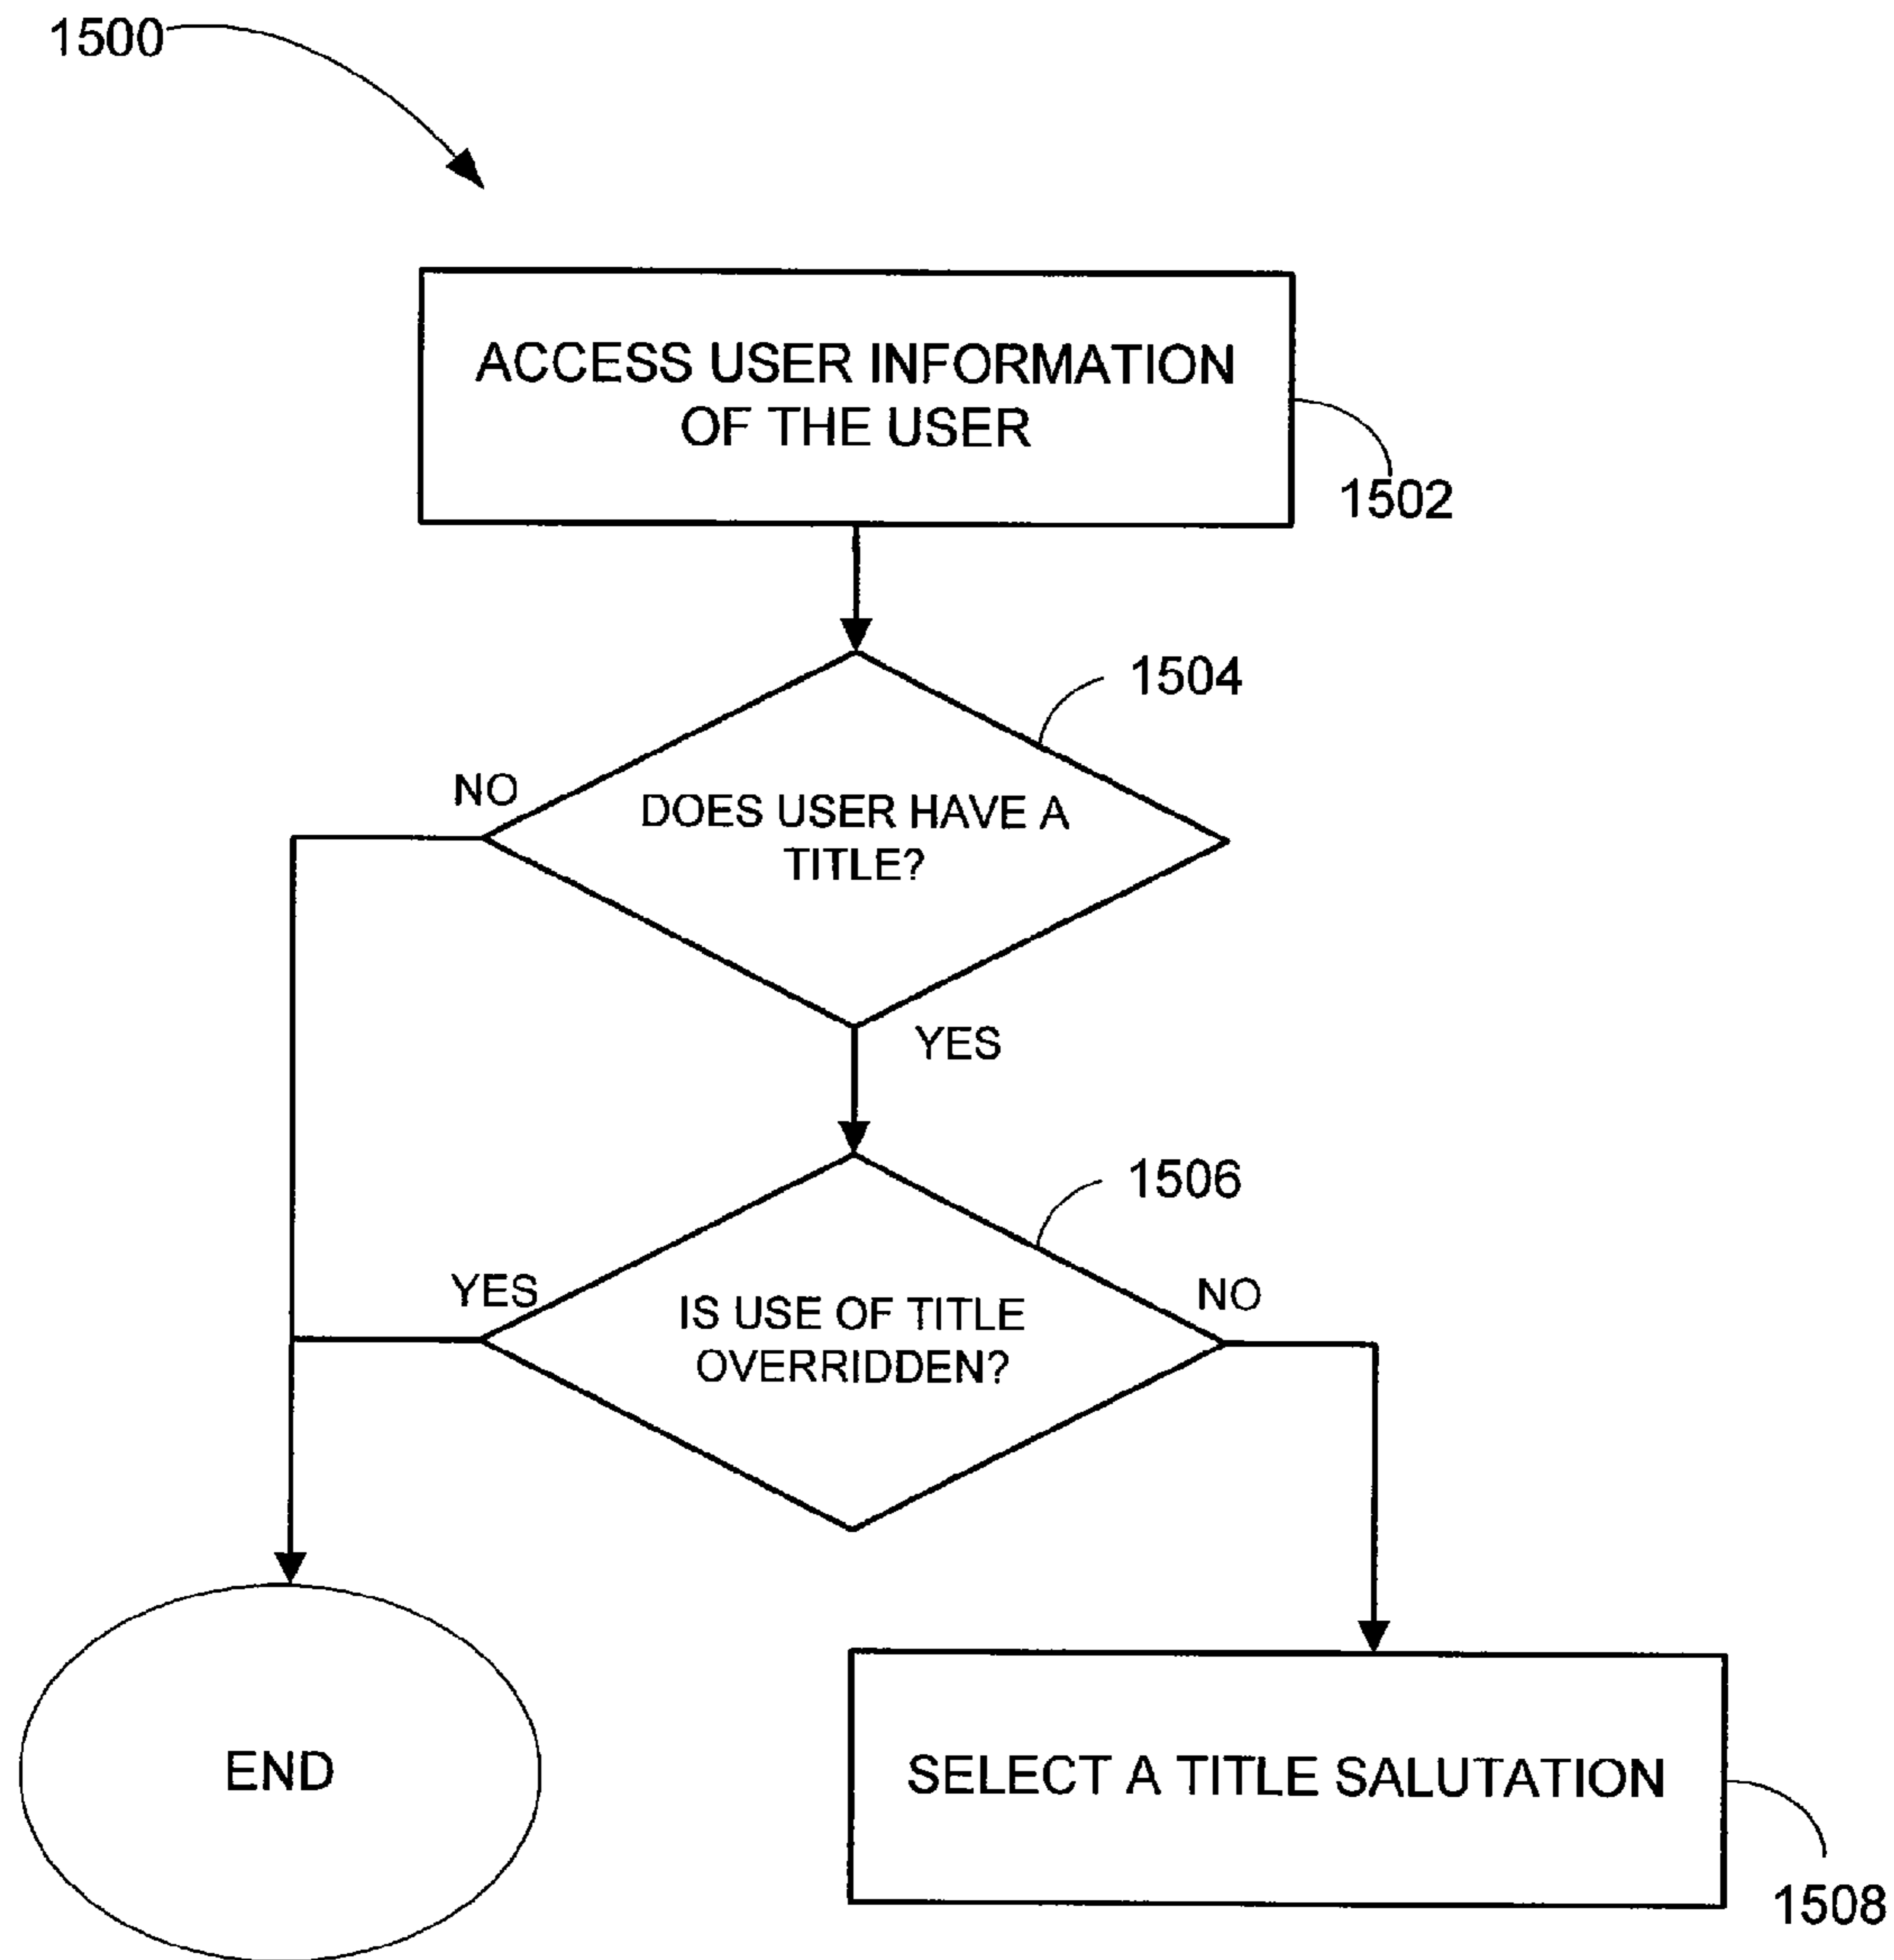 1500
ACCESS USER INFORMATION
OF THE USER
1502
1504
NO
DOES USER HAVE A
TITLE?
YES
1506
YES
NO
IS USE OF TITLE
OVERRIDDEN?
END
SELECT A TITLE SALUTATION
1508